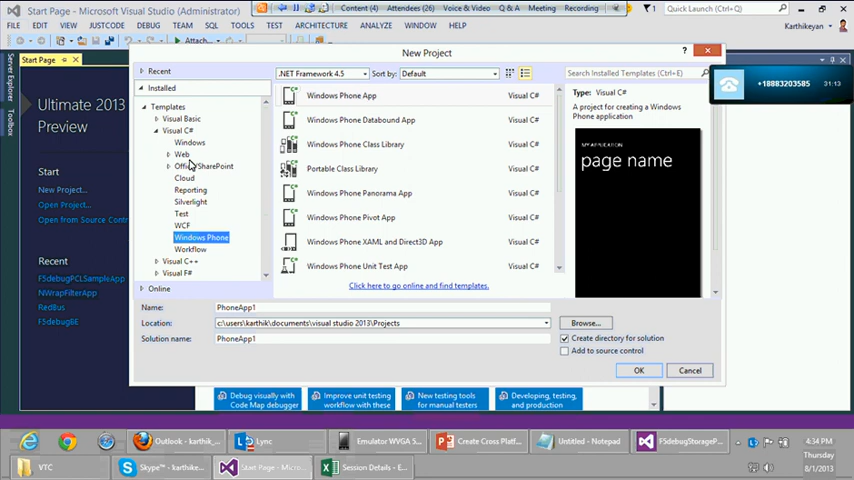 Start Page - Microsoft Visual Studio (Administrator)
Content (4)
Attendees (26)
Voice & Video
Q & A
Meeting
Recording
1
Quick Launch (Ctrl+Q)
FILE EDIT VIEW DEBUG TEAM SQL TOOLS TEST ARCHITECTURE ANALYZE WINDOW HELP
Karthikeyan
Attach...
Start Page
Server Explorer
Toolbox
Ultimate 2013
Preview
Start
New Project...
Open Project...
Open from Source Contr
Recent
F5debugPCLSampleApp
NWrapFilterApp
RedBus
F5debugBE
New Project
? 
Recent
Installed
Templates
Visual Basic
Visual C#
Windows
Web
Office/SharePoint
Cloud
Reporting
Silverlight
Test
WCF
Windows Phone
Workflow
Visual C++
Visual F#
Online
.NET Framework 4.5
Sort by: Default
Search Installed Templates (Ctrl+E)
Windows Phone App Visual C#
Windows Phone Databound App Visual C#
Windows Phone Class Library Visual C#
Portable Class Library Visual C#
Windows Phone Panorama App Visual C#
Windows Phone Pivot App Visual C#
Windows Phone XAML and Direct3D App Visual C#
Windows Phone Unit Test App Visual C#
Click here to go online and find templates.
Type: Visual C#
A project for creating a Windows
Phone application
MY APPLICATION
page name
+18883203585
31:13
Name: PhoneApp1
Location: c:\users\karthik\documents\visual studio 2013\Projects
Browse...
Solution name: PhoneApp1
Create directory for solution
Add to source control
OK
Cancel
Debug visually with
Code Map debugger
Improve unit testing
workflow with these
New testing tools
for manual testers
Developing, testing,
and production
Outlook - karthik_...
Lync
Emulator WVGA 5...
Create Cross Platf...
Untitled - Notepad
F5debugStorageP...
VTC
Skype™ - karthike...
Start Page - Micros...
Session Details - E...
4:34 PM
Thursday
8/1/2013